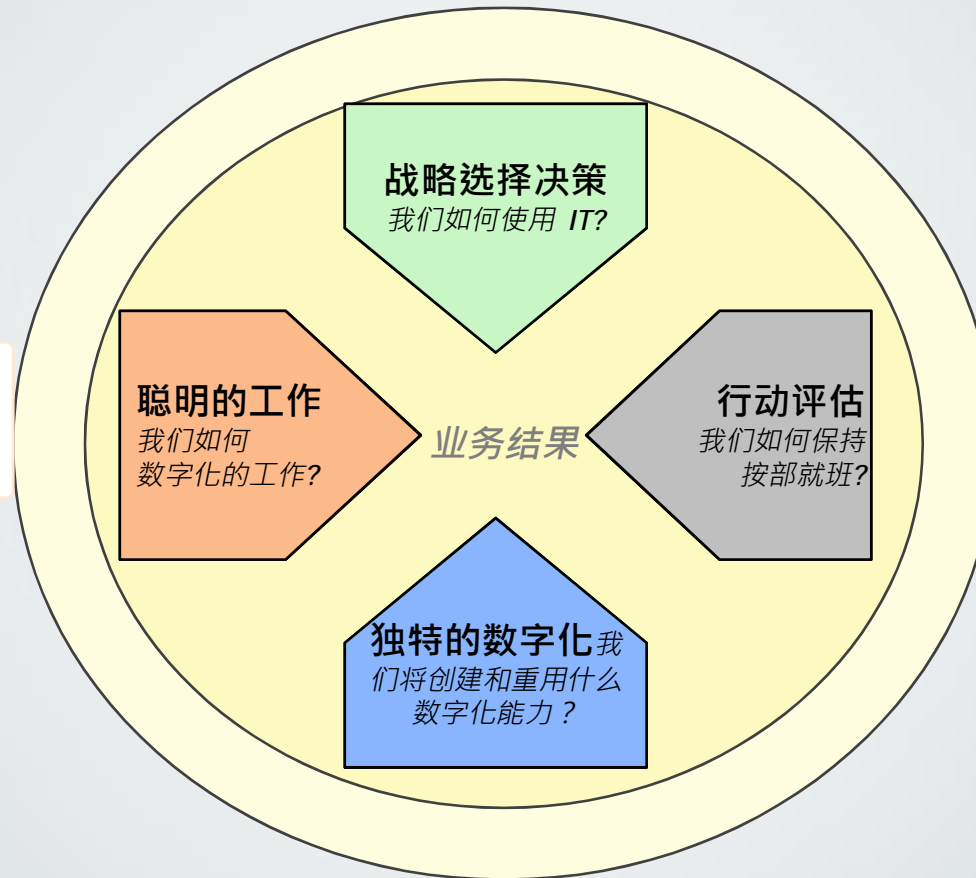 战略选择决策
我们如何使用 IT?
聪明的工作
我们如何
数字化的工作?
业务结果
行动评估
我们如何保持
按部就班?
独特的数字化我
们将创建和重用什么
数字化能力？